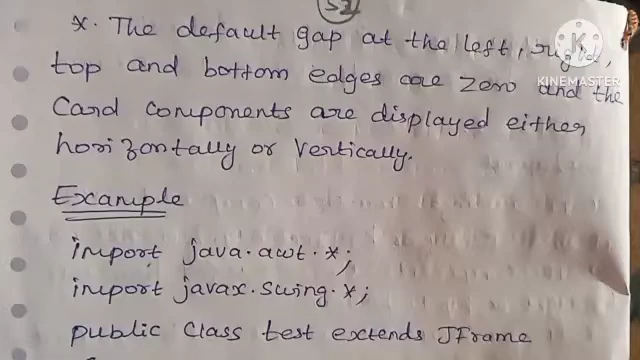 57
* The default gap at the left, right,
top and bottom edges are zero and the
Card components are displayed either
horizontally or vertically.
Example
import java.awt.*;
import javax.swing.*;
public class test extends JFrame
KINEMASTER